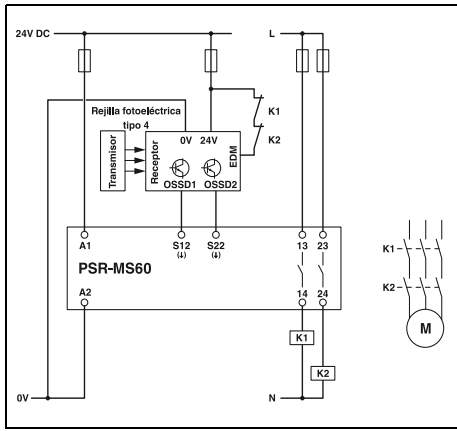 24V DC
L
Rejilla fotoeléctrica
tipo 4
K1
K2
0V 24V
EDM
Transmisor
Receptor
OSSD1 OSSD2
A1 S12 S22 13 23
(↓) (↓)
PSR-MS60
A2 14 24
K1
K2
K1
K2
M
0V
N